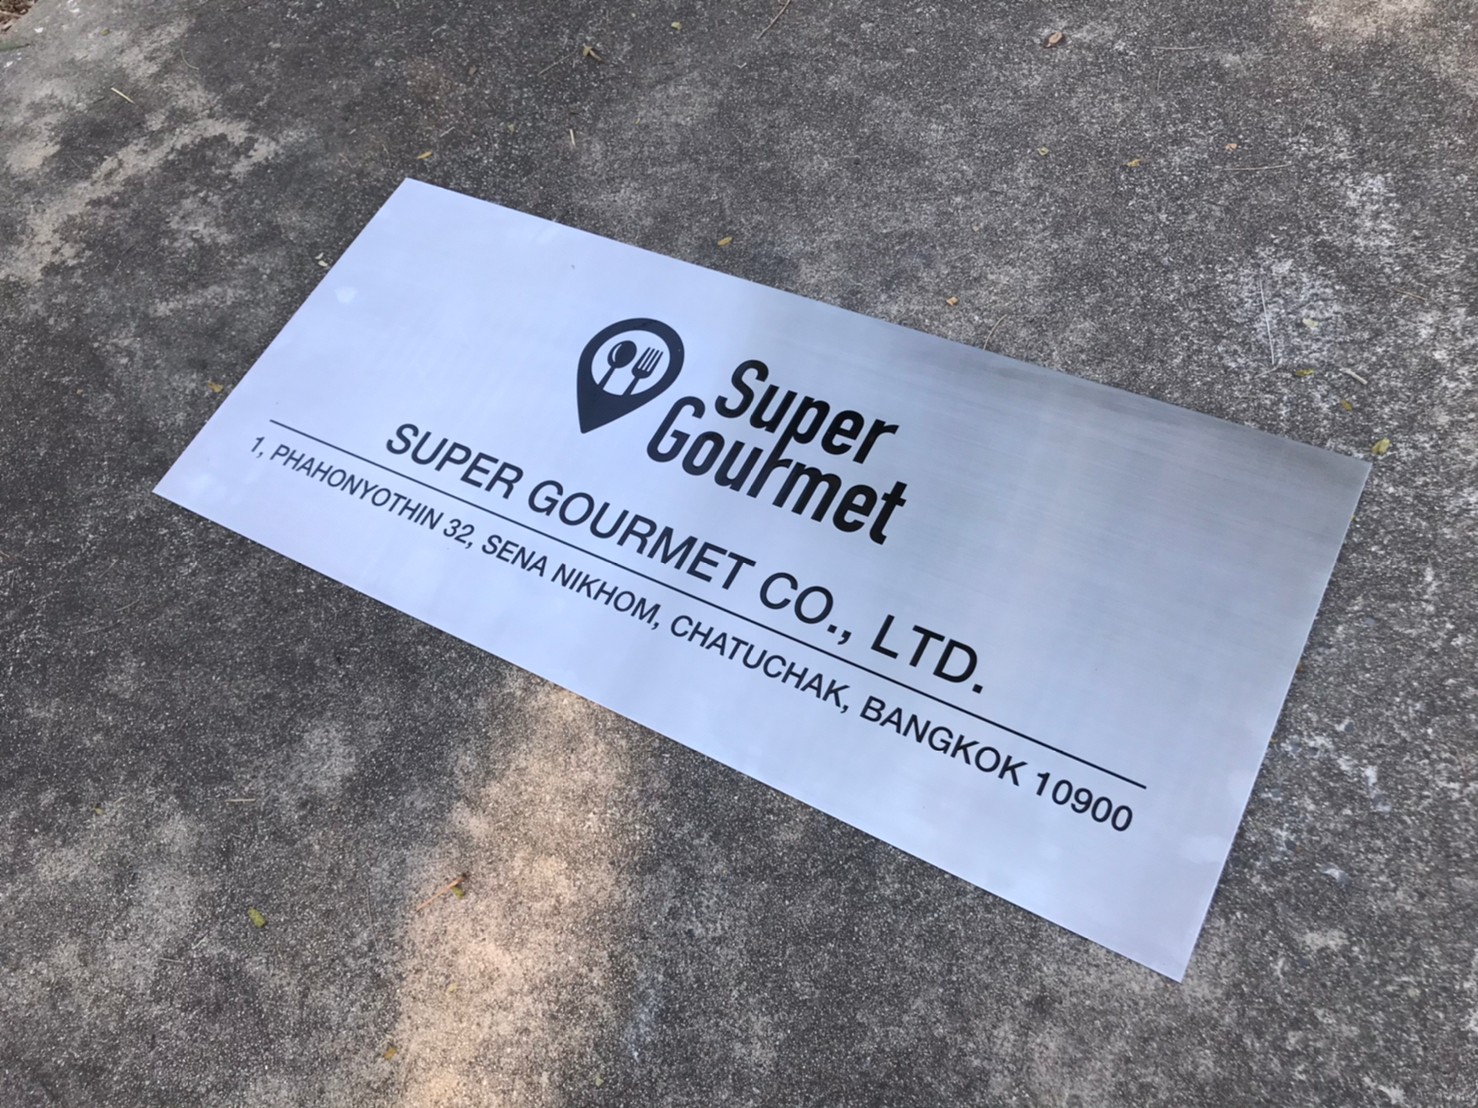 Super
Gourmet
SUPER GOURMET CO., LTD.
1, PHAHONYOTHIN 32, SENA NIKHOM, CHATUCHAK, BANGKOK 10900